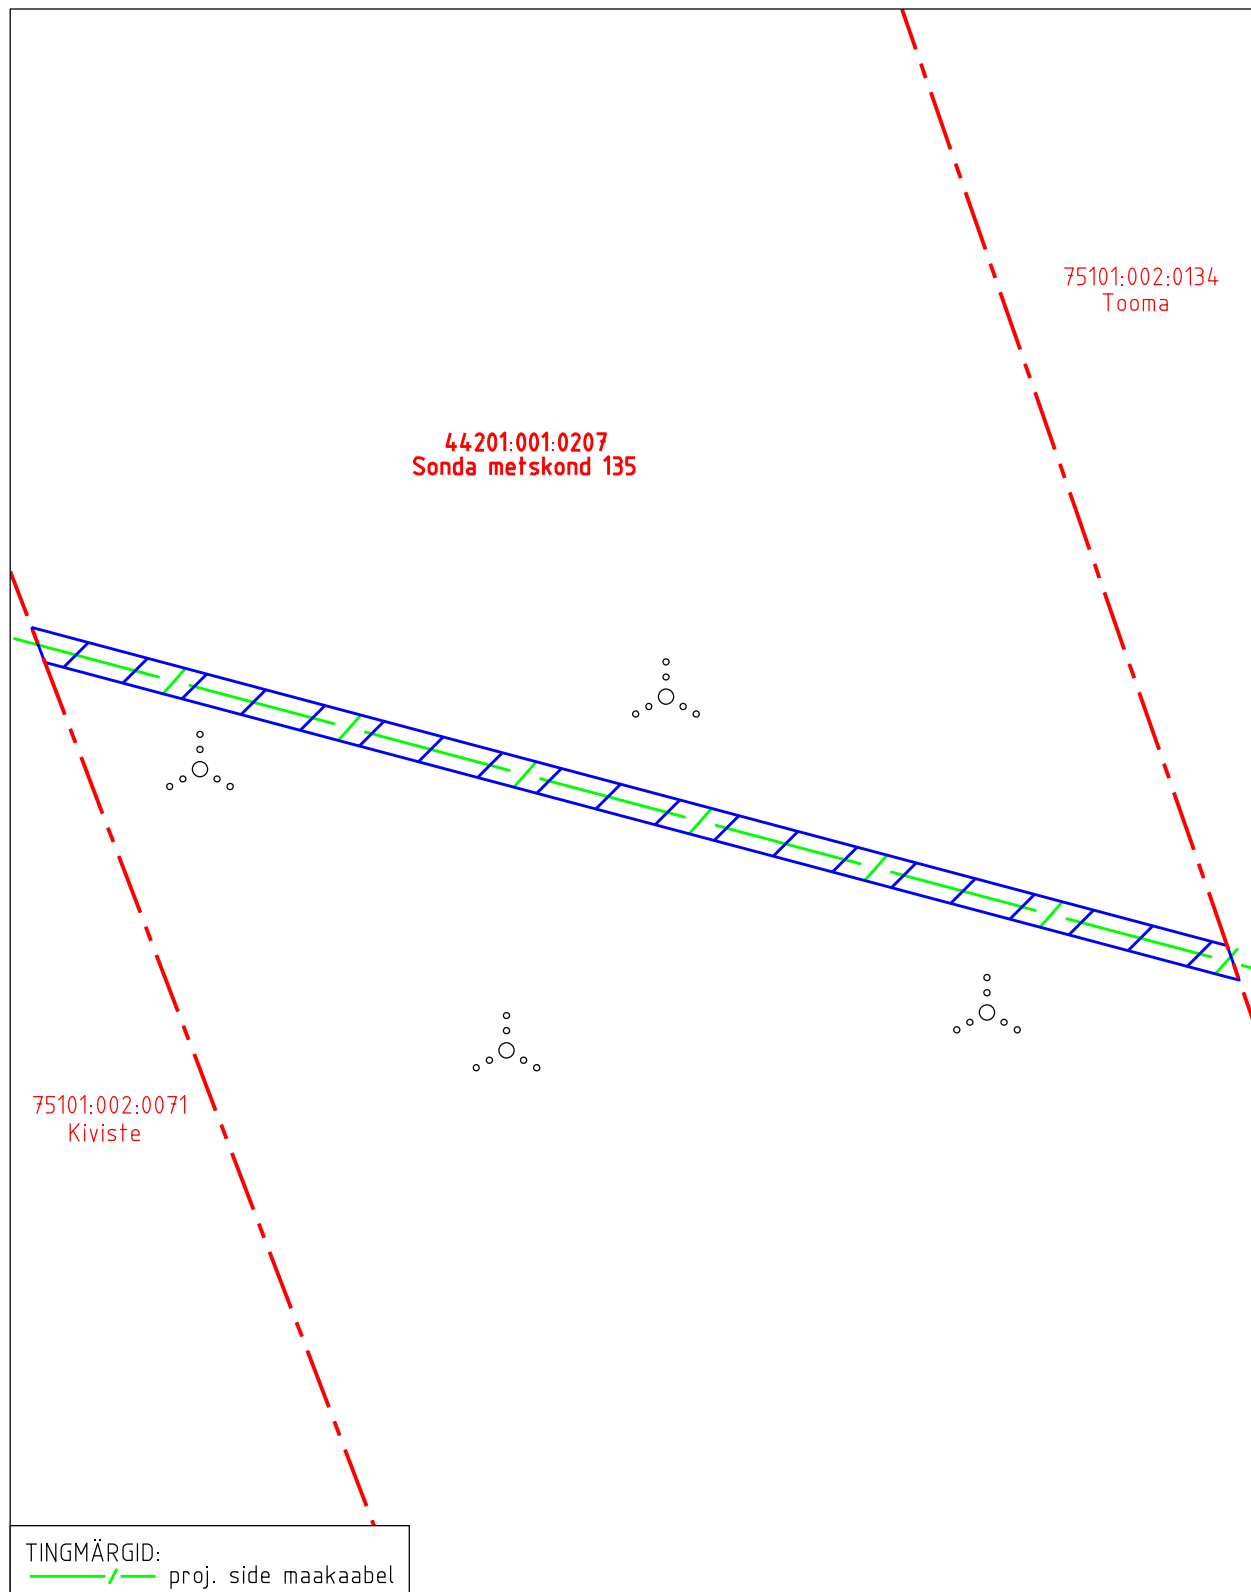 75101:002:0134
Tooma
44201:001:0207
Sonda metskond 135
75101:002:0071
Kiviste
TINGMÄRGID:
proj. side maakaabel